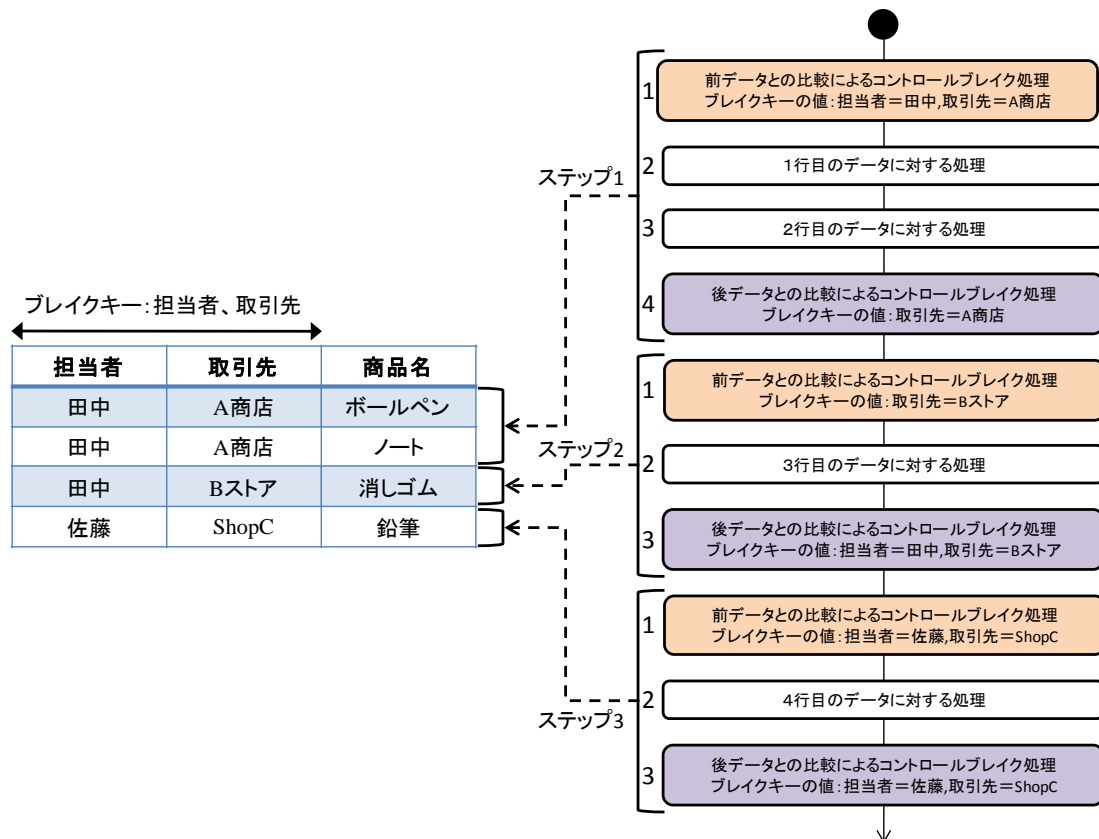 ブレイクキー：担当者、取引先
担当者 取引先 商品名
田中 A商店 ボールペン
田中 A商店 ノート
田中 Bストア 消しゴム
佐藤 ShopC 鉛筆
ステップ1
1
前データとの比較によるコントロールブレイク処理
ブレイクキーの値：担当者＝田中,取引先＝A商店
2
１行目のデータに対する処理
3
２行目のデータに対する処理
4
後データとの比較によるコントロールブレイク処理
ブレイクキーの値：取引先＝A商店
ステップ2
1
前データとの比較によるコントロールブレイク処理
ブレイクキーの値：取引先＝Bストア
2
３行目のデータに対する処理
3
後データとの比較によるコントロールブレイク処理
ブレイクキーの値：担当者＝田中,取引先＝Bストア
ステップ3
1
前データとの比較によるコントロールブレイク処理
ブレイクキーの値：担当者＝佐藤,取引先＝ShopC
2
４行目のデータに対する処理
3
後データとの比較によるコントロールブレイク処理
ブレイクキーの値：担当者＝佐藤,取引先＝ShopC